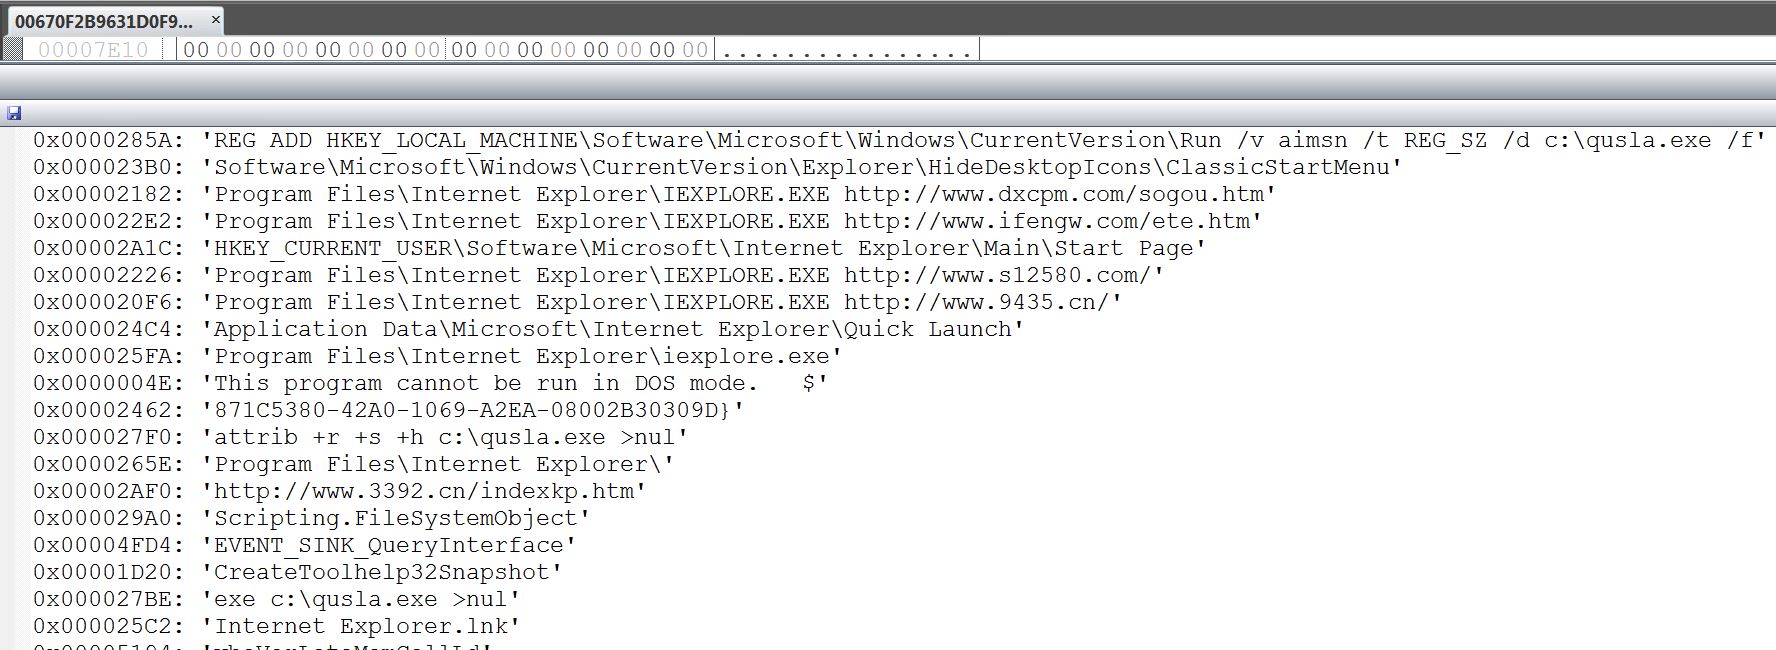 00670F2B9631D0F9... ×
00007E10 00 00 00 00 00 00 00 00 00 00 00 00 00 00 00 00 ................
0x0000285A: 'REG ADD HKEY_LOCAL_MACHINE\Software\Microsoft\Windows\CurrentVersion\Run /v aimsn /t REG_SZ /d c:\qusla.exe /f'
0x000023B0: 'Software\Microsoft\Windows\CurrentVersion\Explorer\HideDesktopIcons\ClassicStartMenu'
0x00002182: 'Program Files\Internet Explorer\IEXPLORE.EXE http://www.dxcpm.com/sogou.htm'
0x000022E2: 'Program Files\Internet Explorer\IEXPLORE.EXE http://www.ifengw.com/ete.htm'
0x00002A1C: 'HKEY_CURRENT_USER\Software\Microsoft\Internet Explorer\Main\Start Page'
0x00002226: 'Program Files\Internet Explorer\IEXPLORE.EXE http://www.s12580.com/'
0x000020F6: 'Program Files\Internet Explorer\IEXPLORE.EXE http://www.9435.cn/'
0x000024C4: 'Application Data\Microsoft\Internet Explorer\Quick Launch'
0x000025FA: 'Program Files\Internet Explorer\iexplore.exe'
0x0000004E: 'This program cannot be run in DOS mode.   $'
0x00002462: '871C5380-42A0-1069-A2EA-08002B30309D}'
0x000027F0: 'attrib +r +s +h c:\qusla.exe >nul'
0x0000265E: 'Program Files\Internet Explorer\'
0x00002AF0: 'http://www.3392.cn/indexkp.htm'
0x000029A0: 'Scripting.FileSystemObject'
0x00004FD4: 'EVENT_SINK_QueryInterface'
0x00001D20: 'CreateToolhelp32Snapshot'
0x000027BE: 'exe c:\qusla.exe >nul'
0x000025C2: 'Internet Explorer.lnk'